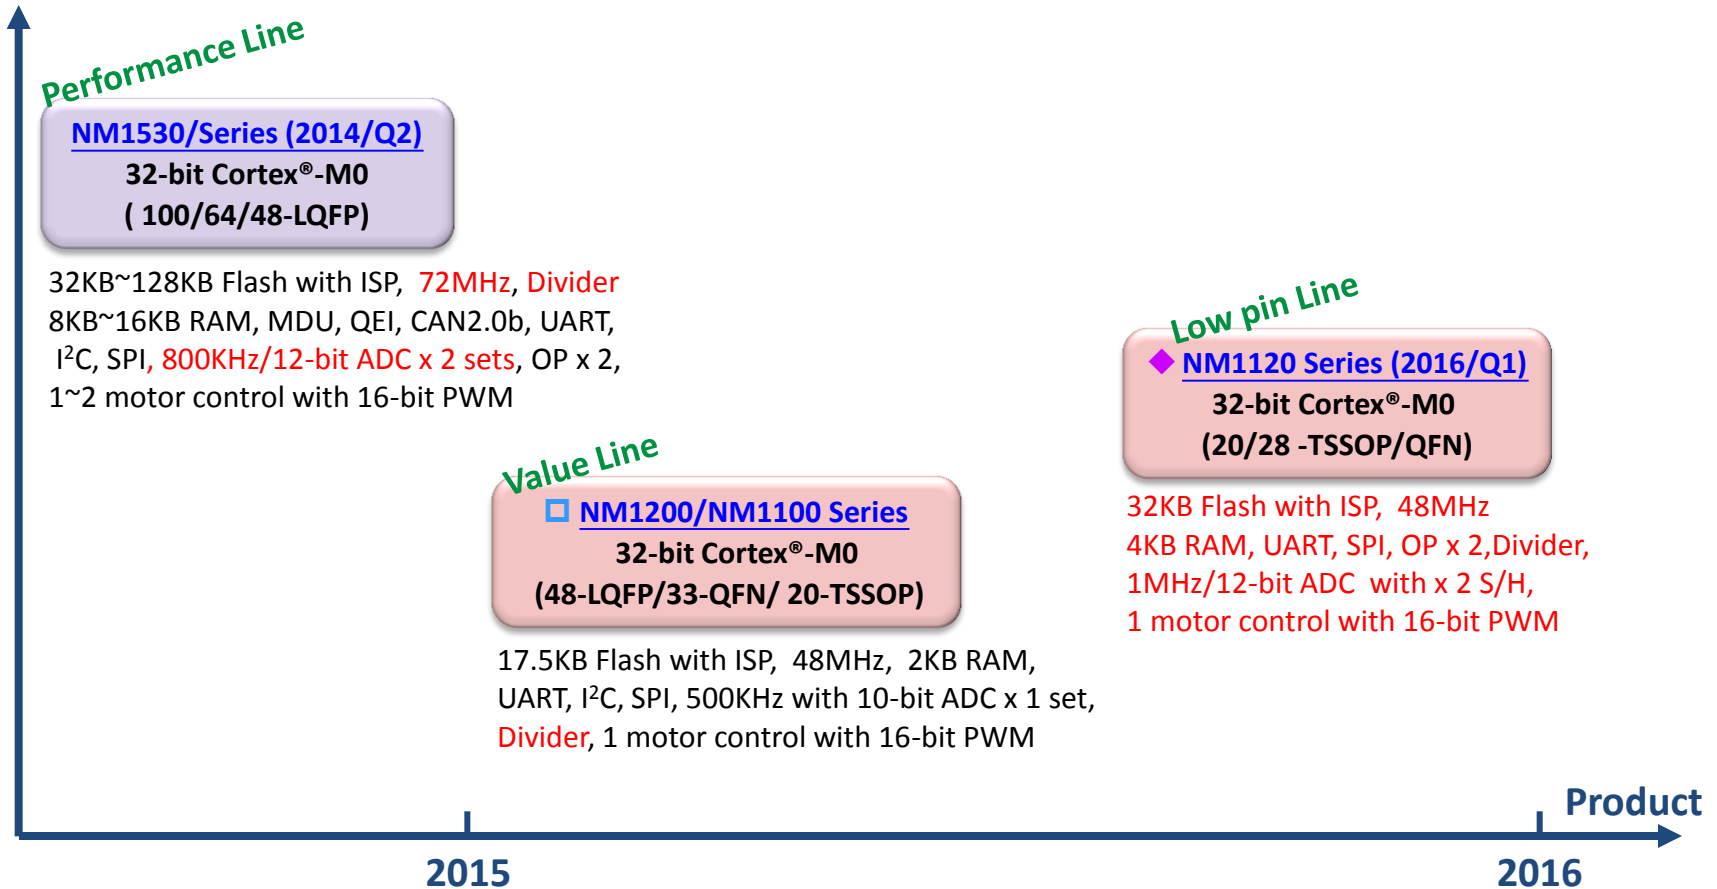 Performance Line
NM1530/Series (2014/Q2)
32-bit Cortex®-M0
( 100/64/48-LQFP)
32KB~128KB Flash with ISP, 72MHz, Divider
8KB~16KB RAM, MDU, QEI, CAN2.0b, UART,
I²C, SPI, 800KHz/12-bit ADC x 2 sets, OP x 2,
1~2 motor control with 16-bit PWM
Value Line
NM1200/NM1100 Series
32-bit Cortex®-M0
(48-LQFP/33-QFN/ 20-TSSOP)
17.5KB Flash with ISP, 48MHz, 2KB RAM,
UART, I²C, SPI, 500KHz with 10-bit ADC x 1 set,
Divider, 1 motor control with 16-bit PWM
Low pin Line
NM1120 Series (2016/Q1)
32-bit Cortex®-M0
(20/28 -TSSOP/QFN)
32KB Flash with ISP, 48MHz
4KB RAM, UART, SPI, OP x 2,Divider,
1MHz/12-bit ADC with x 2 S/H,
1 motor control with 16-bit PWM
Product
2015
2016